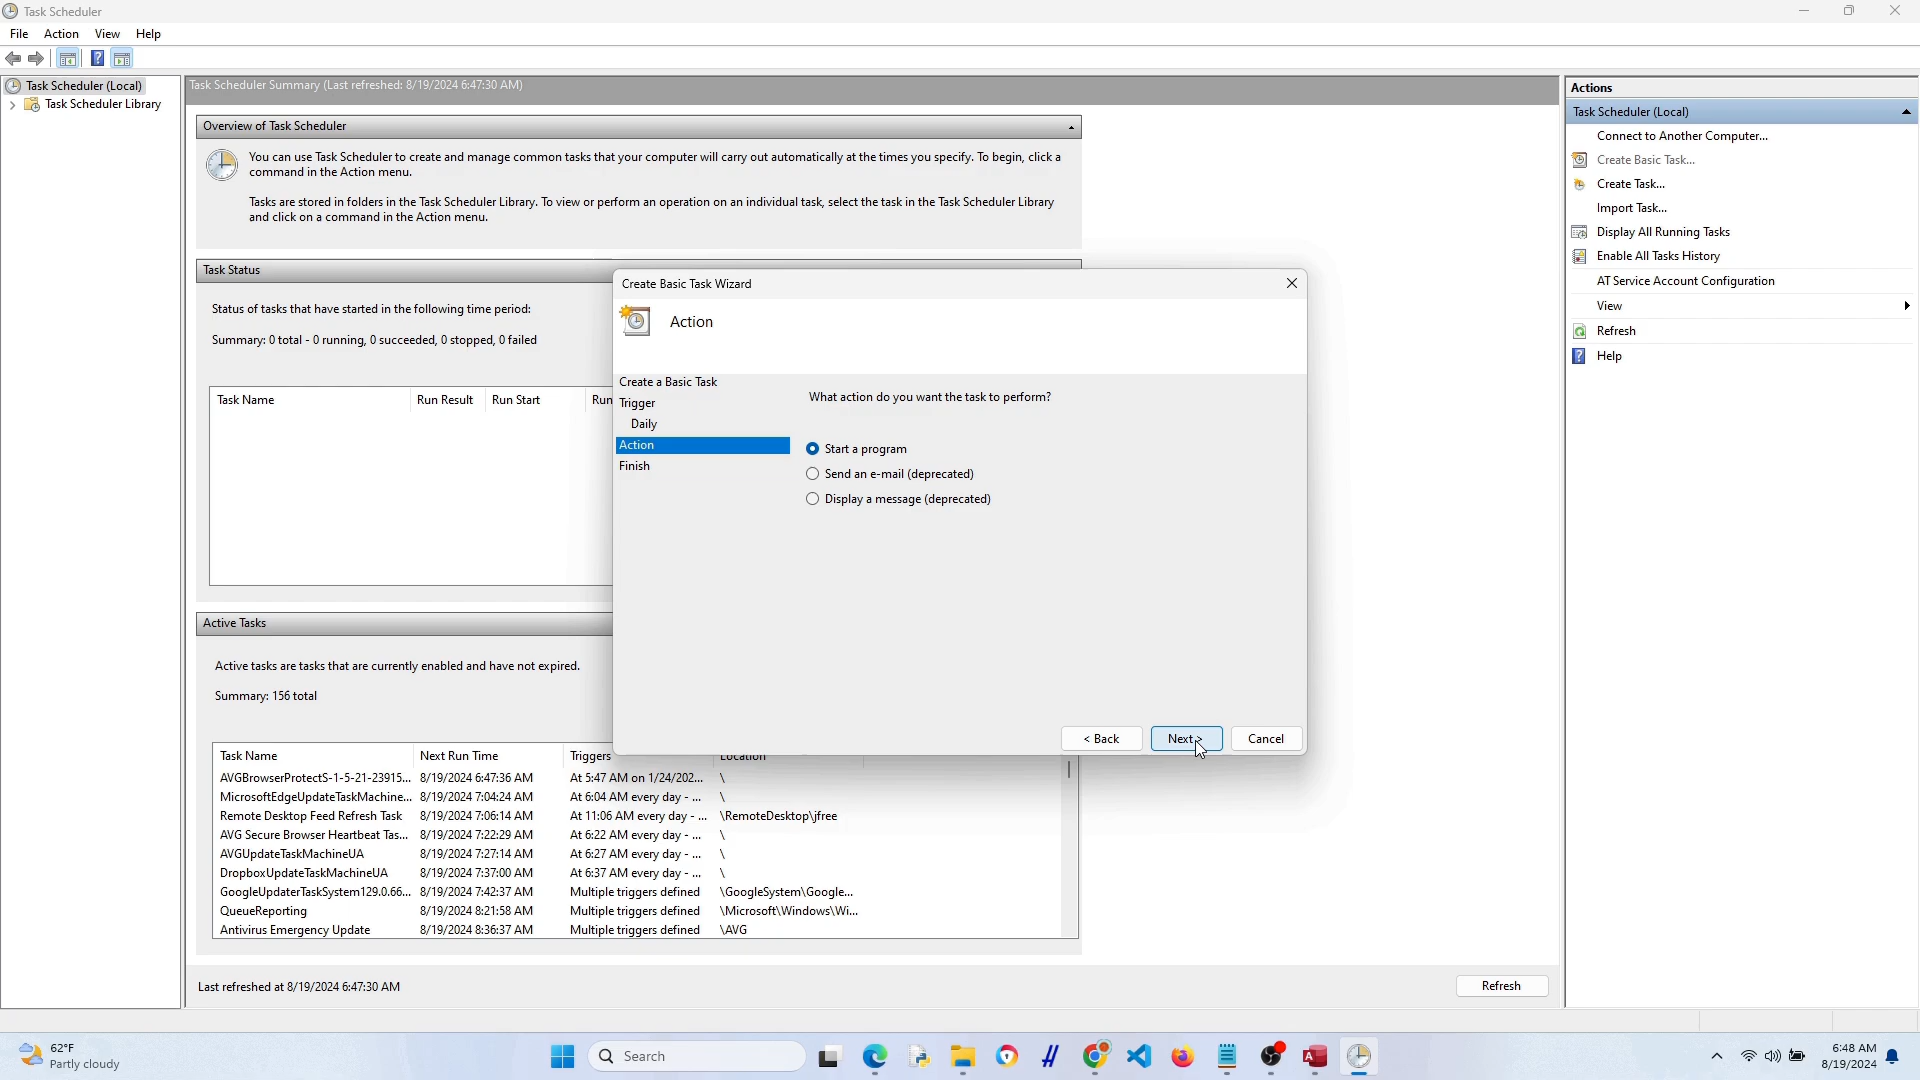 Task Scheduler
File Action View Help
Task Scheduler (Local)
Task Scheduler Library
Task Scheduler Summary (Last refreshed: 8/19/2024 6:47:30 AM)
Overview of Task Scheduler
You can use Task Scheduler to create and manage common tasks that your computer will carry out automatically at the times you specify. To begin, click a
command in the Action menu.
Tasks are stored in folders in the Task Scheduler Library. To view or perform an operation on an individual task, select the task in the Task Scheduler Library
and click on a command in the Action menu.
Task Status
Status of tasks that have started in the following time period:
Summary: 0 total - 0 running, 0 succeeded, 0 stopped, 0 failed
Task Name Run Result Run Start Run
Create Basic Task Wizard
Action
Create a Basic Task
Trigger
Daily
Action
Finish
What action do you want the task to perform?
Start a program
Send an e-mail (deprecated)
Display a message (deprecated)
< Back Next > Cancel
Active Tasks
Active tasks are tasks that are currently enabled and have not expired.
Summary: 156 total
Task Name Next Run Time Triggers Location
AVGBrowserProtectS-1-5-21-23915... 8/19/2024 6:47:36 AM At 5:47 AM on 1/24/202... \
MicrosoftEdgeUpdateTaskMachine... 8/19/2024 7:04:24 AM At 6:04 AM every day - ... \
Remote Desktop Feed Refresh Task 8/19/2024 7:06:14 AM At 11:06 AM every day - ... \RemoteDesktop\jfree
AVG Secure Browser Heartbeat Tas... 8/19/2024 7:22:29 AM At 6:22 AM every day - ... \
AVGUpdateTaskMachineUA 8/19/2024 7:27:14 AM At 6:27 AM every day - ... \
DropboxUpdateTaskMachineUA 8/19/2024 7:37:00 AM At 6:37 AM every day - ... \
GoogleUpdaterTaskSystem129.0.66... 8/19/2024 7:42:37 AM Multiple triggers defined \GoogleSystem\Google...
QueueReporting 8/19/2024 8:21:58 AM Multiple triggers defined \Microsoft\Windows\Wi...
Antivirus Emergency Update 8/19/2024 8:36:37 AM Multiple triggers defined \AVG
Last refreshed at 8/19/2024 6:47:30 AM
Refresh
Actions
Task Scheduler (Local)
Connect to Another Computer...
Create Basic Task...
Create Task...
Import Task...
Display All Running Tasks
Enable All Tasks History
AT Service Account Configuration
View
Refresh
Help
62°F
Partly cloudy
Search
6:48 AM
8/19/2024